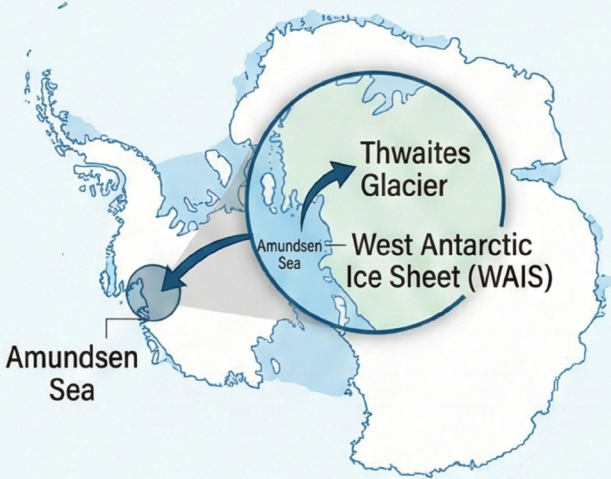 Thwaites
Glacier
Amundsen
Sea
West Antarctic
Ice Sheet (WAIS)
Amundsen
Sea